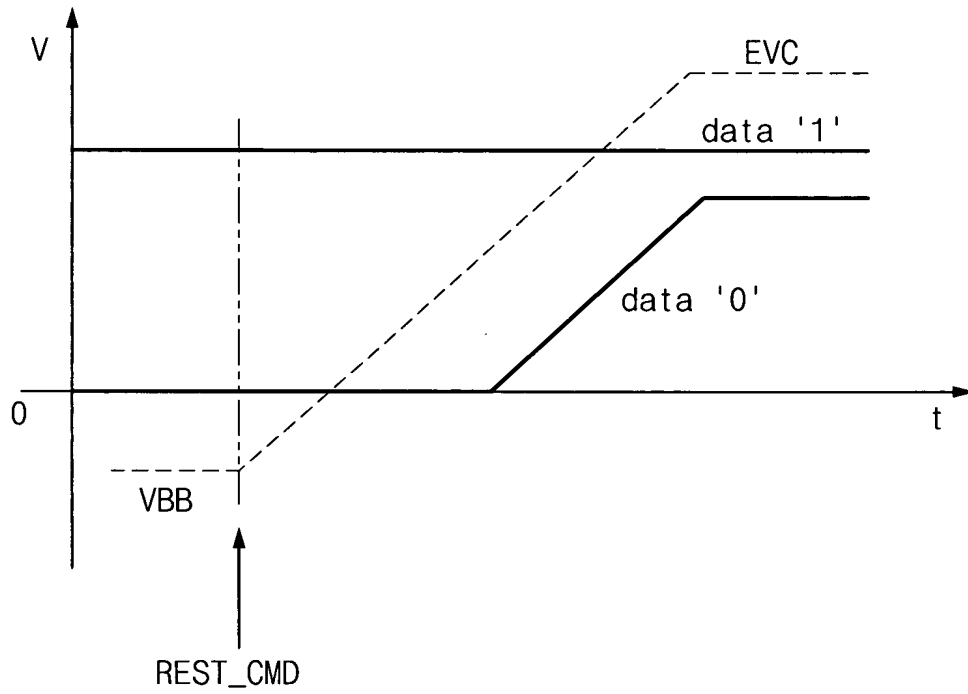 V
EVC
data '1'
data '0'
0
t
VBB
REST_CMD